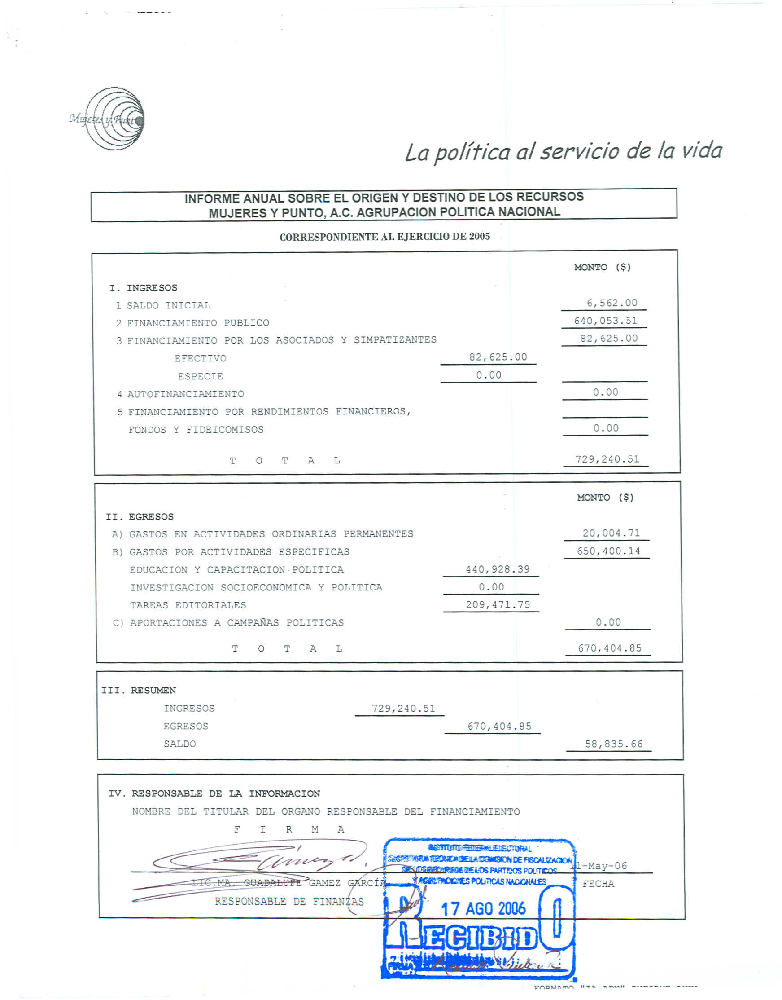 Mujeres y Punto
La política al servicio de la vida
INFORME ANUAL SOBRE EL ORIGEN Y DESTINO DE LOS RECURSOS
MUJERES Y PUNTO, A.C. AGRUPACION POLITICA NACIONAL
CORRESPONDIENTE AL EJERCICIO DE 2005
MONTO ($)
I. INGRESOS
1 SALDO INICIAL 6,562.00
2 FINANCIAMIENTO PUBLICO 640,053.51
3 FINANCIAMIENTO POR LOS ASOCIADOS Y SIMPATIZANTES 82,625.00
EFECTIVO 82,625.00
ESPECIE 0.00
4 AUTOFINANCIAMIENTO 0.00
5 FINANCIAMIENTO POR RENDIMIENTOS FINANCIEROS,
FONDOS Y FIDEICOMISOS 0.00
T O T A L 729,240.51
MONTO ($)
II. EGRESOS
A) GASTOS EN ACTIVIDADES ORDINARIAS PERMANENTES 20,004.71
B) GASTOS POR ACTIVIDADES ESPECIFICAS 650,400.14
EDUCACION Y CAPACITACION POLITICA 440,928.39
INVESTIGACION SOCIOECONOMICA Y POLITICA 0.00
TAREAS EDITORIALES 209,471.75
C) APORTACIONES A CAMPAÑAS POLITICAS 0.00
T O T A L 670,404.85
III. RESUMEN
INGRESOS 729,240.51
EGRESOS 670,404.85
SALDO 58,835.66
IV. RESPONSABLE DE LA INFORMACION
NOMBRE DEL TITULAR DEL ORGANO RESPONSABLE DEL FINANCIAMIENTO
F I R M A
INSTITUTO FEDERAL ELECTORAL
SECRETARIA TECNICA DE LA COMISION DE FISCALIZACION
DE LOS RECURSOS DE LOS PARTIDOS POLITICOS
Y AGRUPACIONES POLITICAS NACIONALES
11-May-06
LIC.MA. GUADALUPE GAMEZ GARCÍA
FECHA
RESPONSABLE DE FINANZAS
17 AGO 2006
RECIBIDO
FIRMA
FORMATO "IA-APN" INFORME